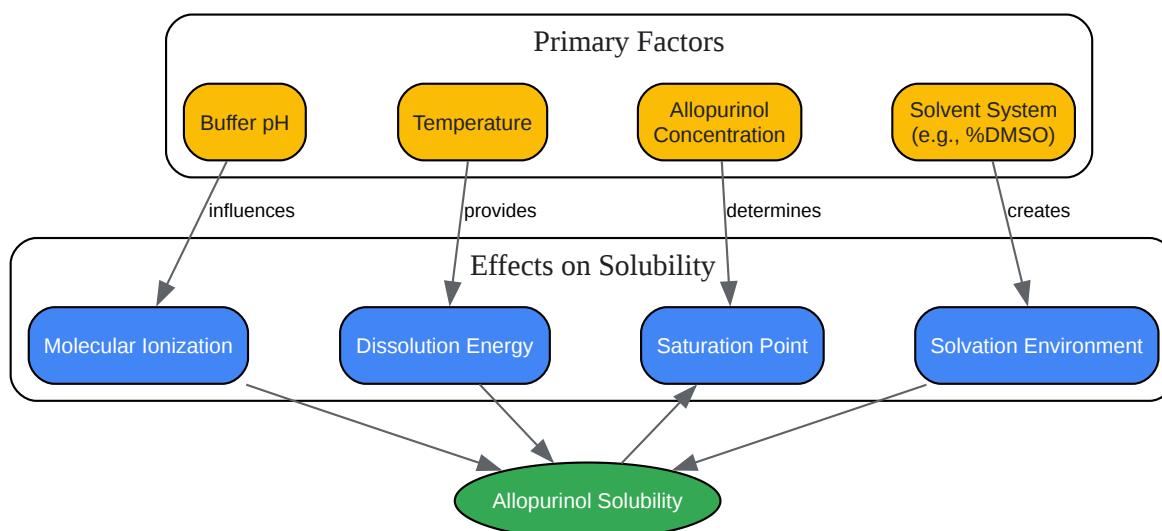 Primary Factors
Buffer pH
Temperature
Allopurinol
Concentration
Solvent System
(e.g., %DMSO)
influences
provides
determines
creates
Effects on Solubility
Molecular Ionization
Dissolution Energy
Saturation Point
Solvation Environment
Allopurinol Solubility